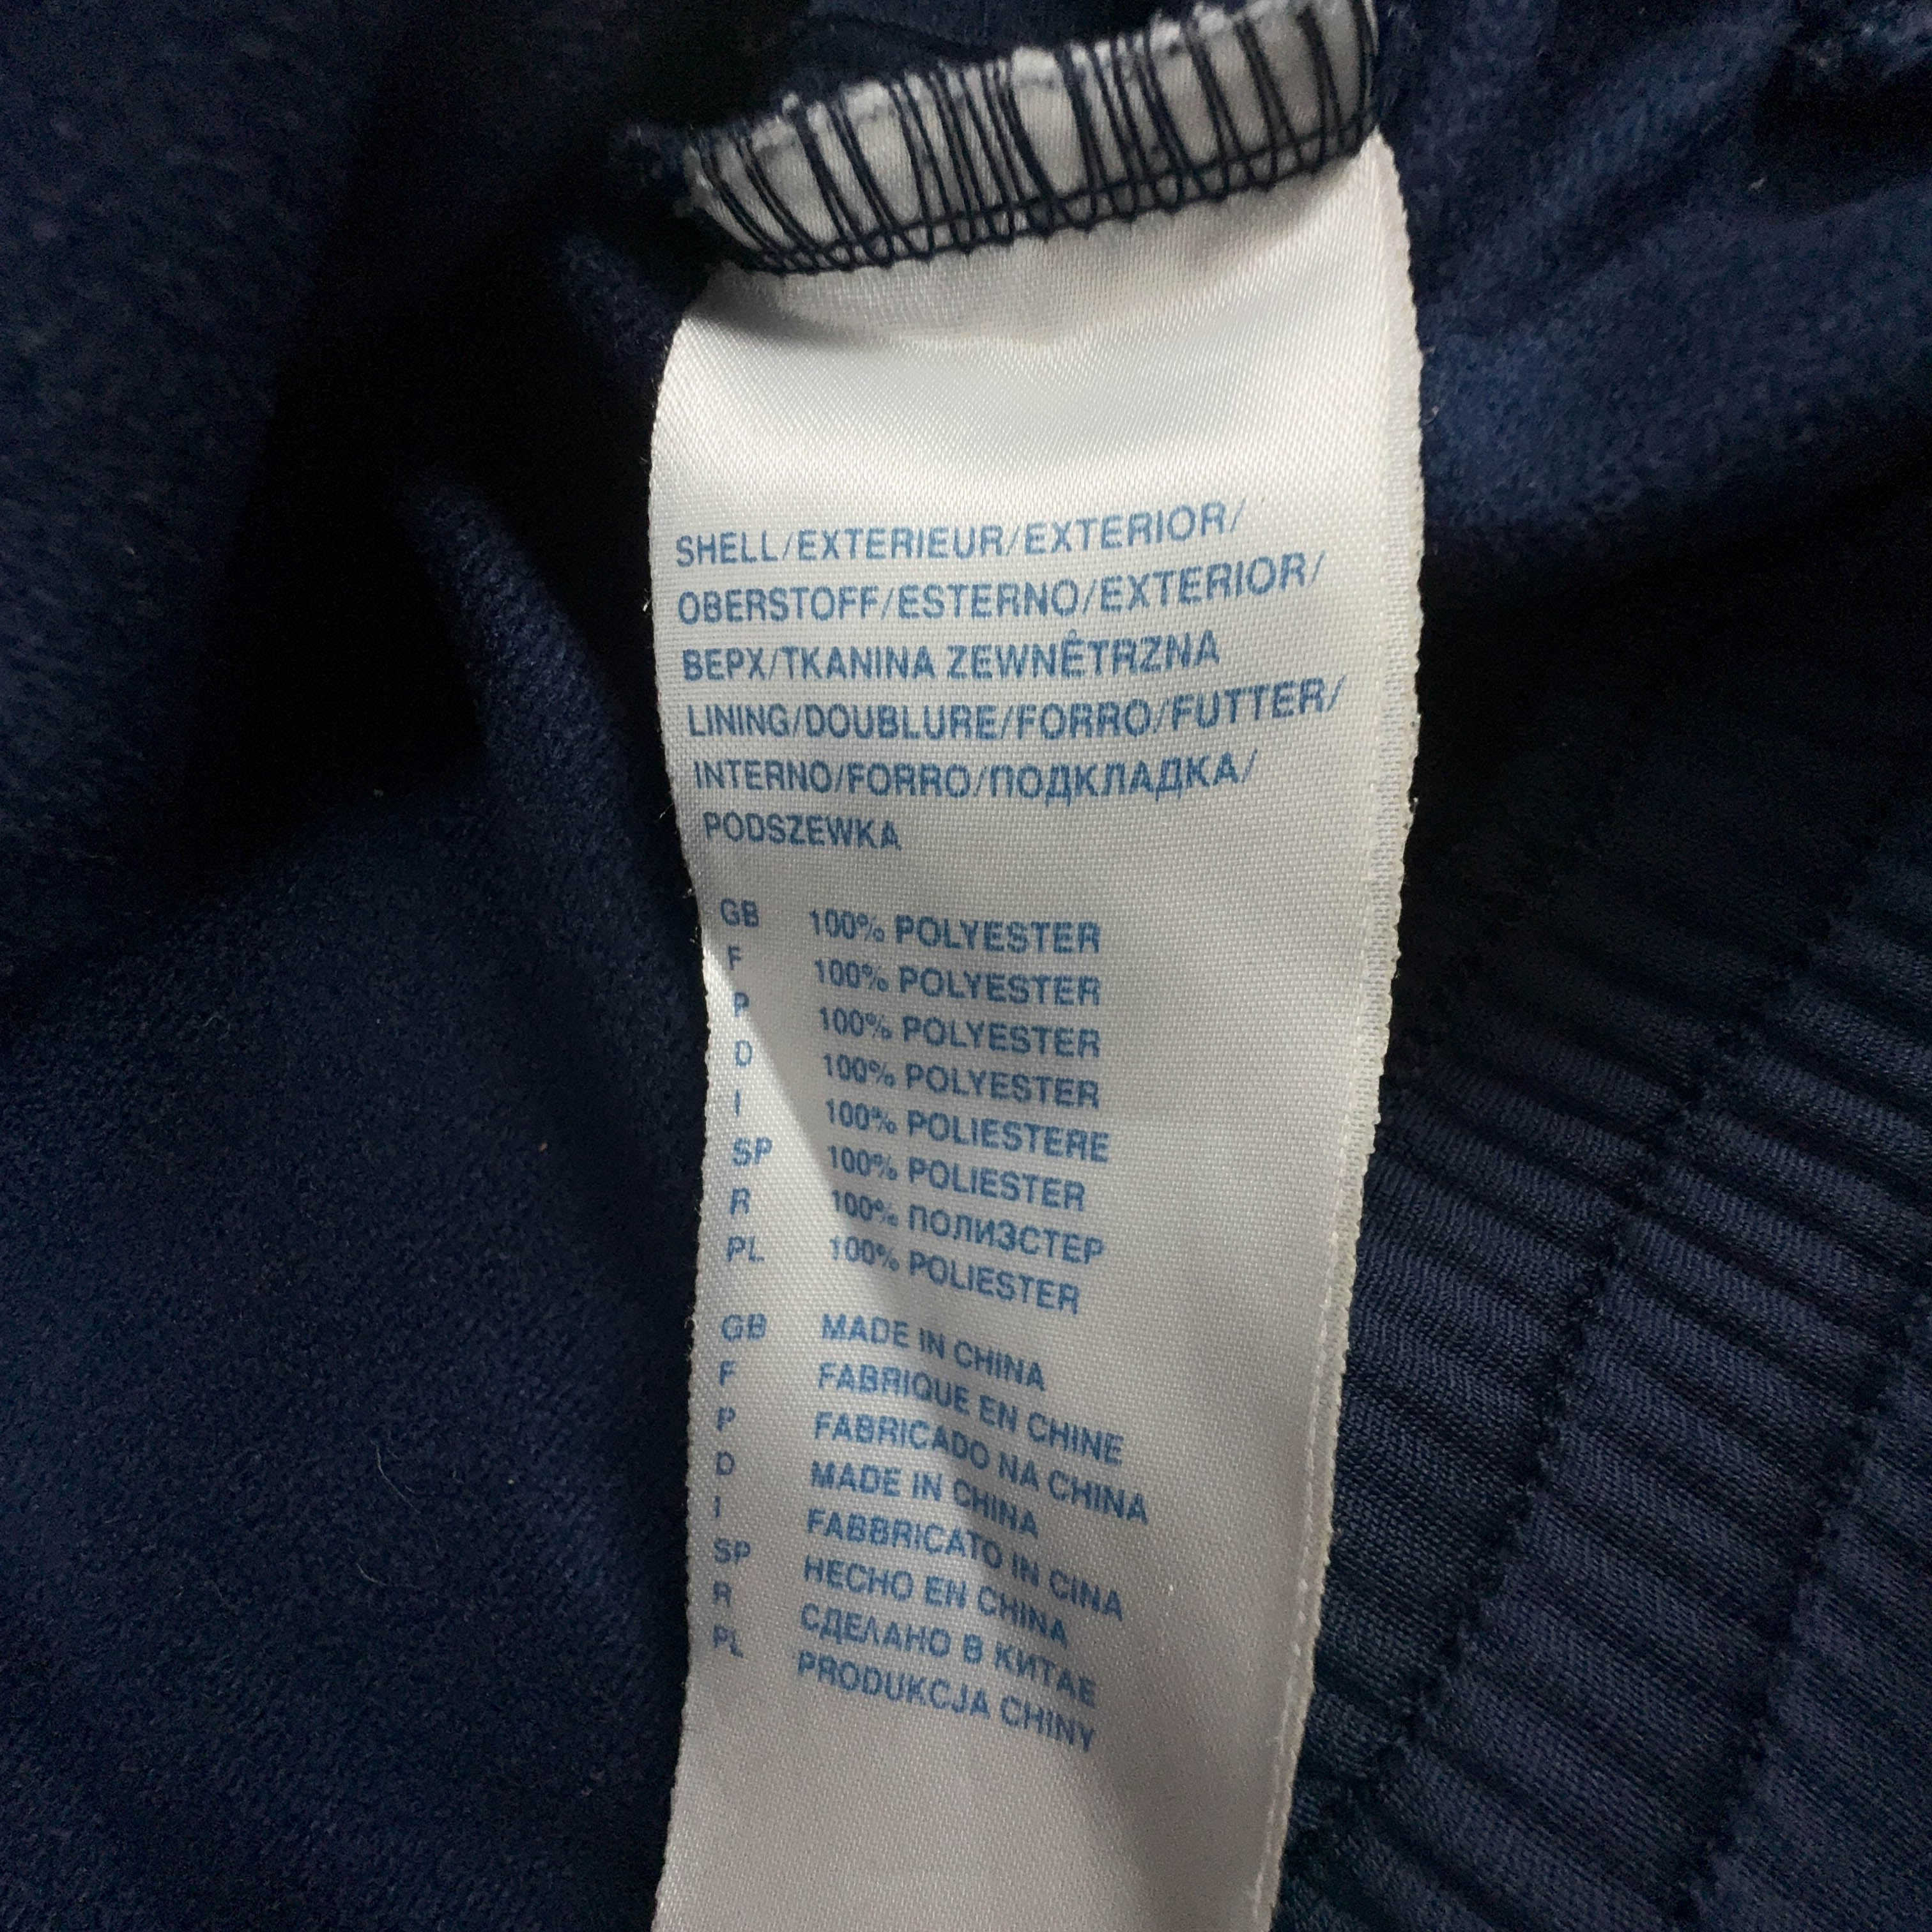 SHELL/EXTERIEUR/EXTERIOR/
OBERSTOFF/ESTERNO/EXTERIOR/
ВЕРХ/TKANINA ZEWNÊTRZNA
LINING/DOUBLURE/FORRO/FUTTER/
INTERNO/FORRO/ПОДКЛАДКА/
PODSZEWKA
GB 100% POLYESTER
F 100% POLYESTER
P 100% POLYESTER
D 100% POLYESTER
I 100% POLIESTERE
SP 100% POLIESTER
R 100% ПОЛИЗСТЕР
PL 100% POLIESTER
GB MADE IN CHINA
F FABRIQUE EN CHINE
P FABRICADO NA CHINA
D MADE IN CHINA
I FABBRICATO IN CINA
SP HECHO EN CHINA
R СДЕЛАНО В КИТАЕ
PL PRODUKCJA CHINY